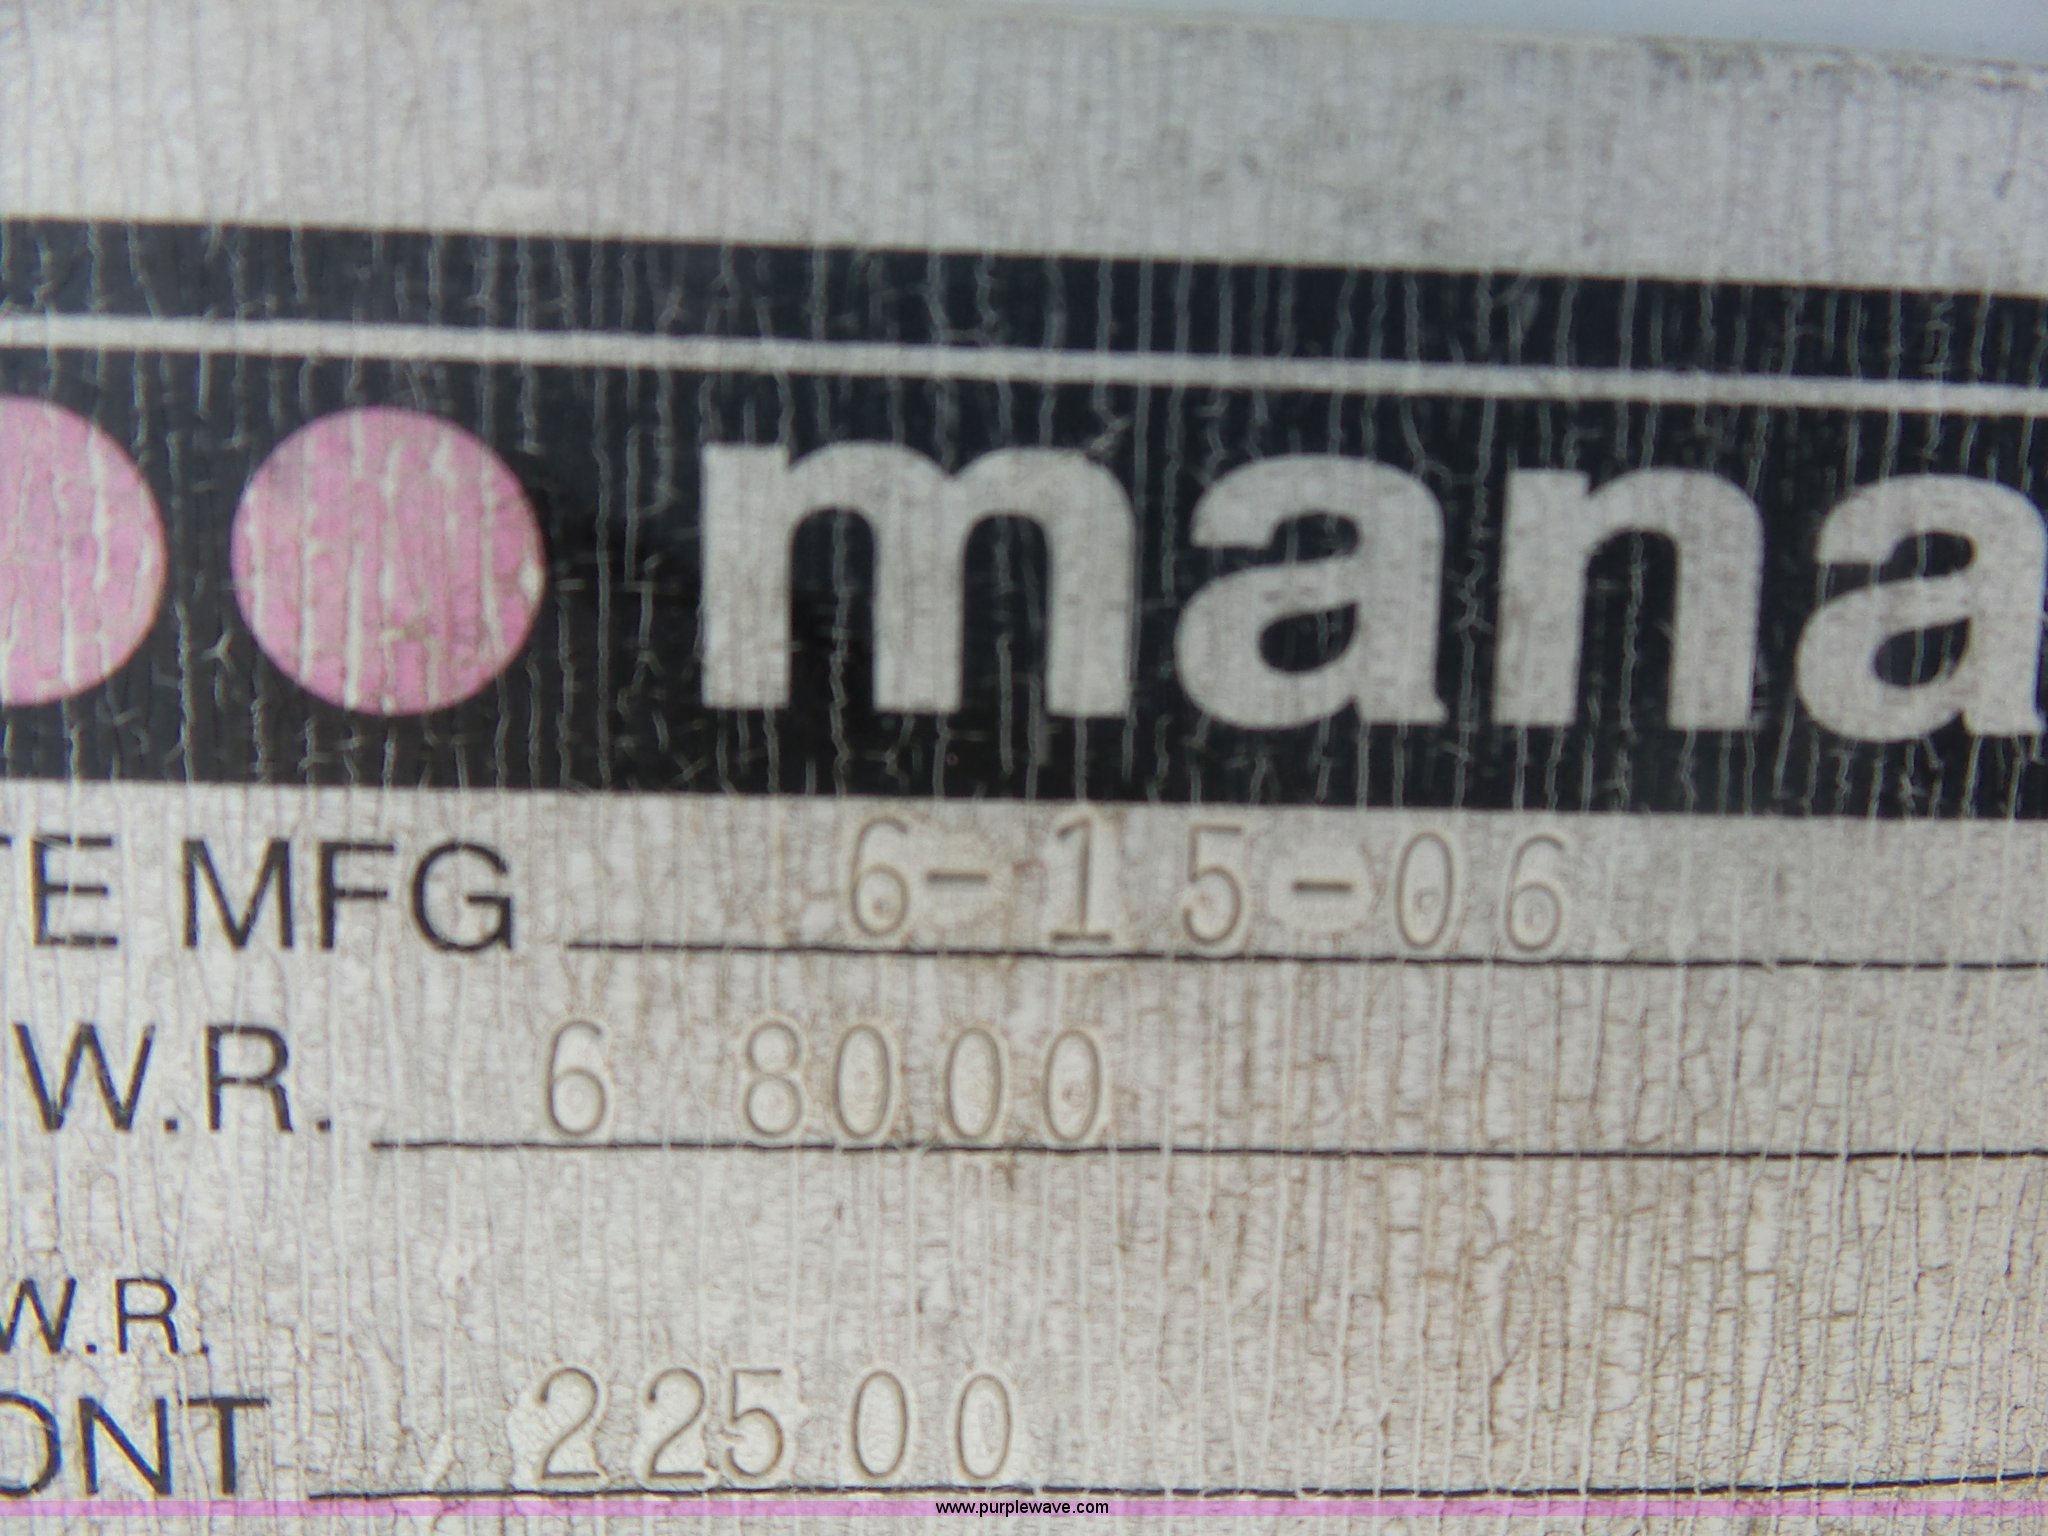 mana
TE MFG 6-15-06
W.R. 6 8000
W.R.
ONT 22500
www.purplewave.com